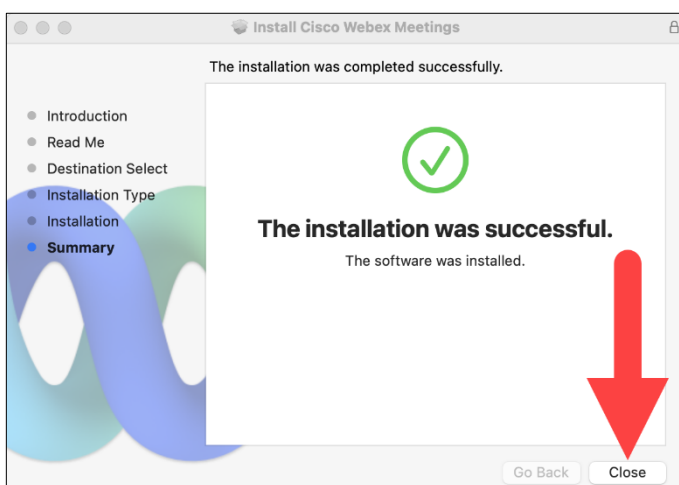 Install Cisco Webex Meetings
The installation was completed successfully.
Introduction
Read Me
Destination Select
Installation Type
Installation
Summary
The installation was successful.
The software was installed.
Go Back
Close